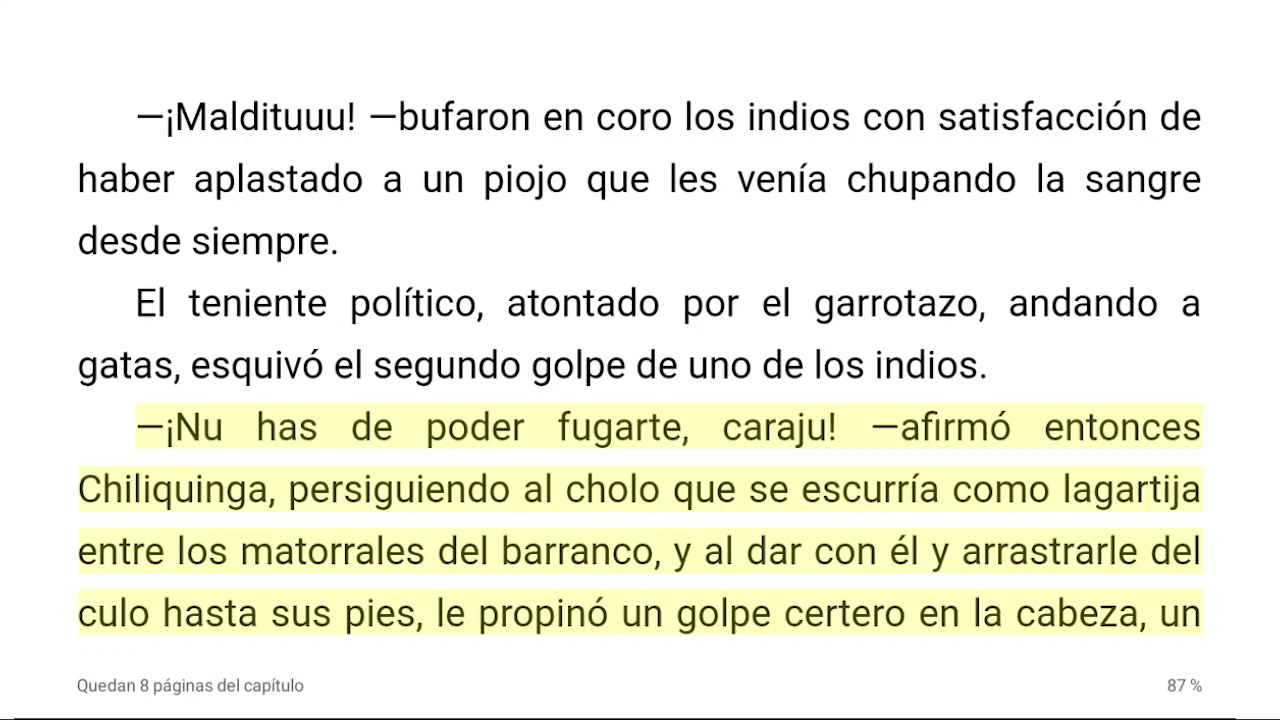 —¡Maldituuu! —bufaron en coro los indios con satisfacción de
haber aplastado a un piojo que les venía chupando la sangre
desde siempre.
El teniente político, atontado por el garrotazo, andando a
gatas, esquivó el segundo golpe de uno de los indios.
—¡Nu has de poder fugarte, caraju! —afirmó entonces
Chiliquinga, persiguiendo al cholo que se escurría como lagartija
entre los matorrales del barranco, y al dar con él y arrastrarle del
culo hasta sus pies, le propinó un golpe certero en la cabeza, un
Quedan 8 páginas del capítulo
87 %